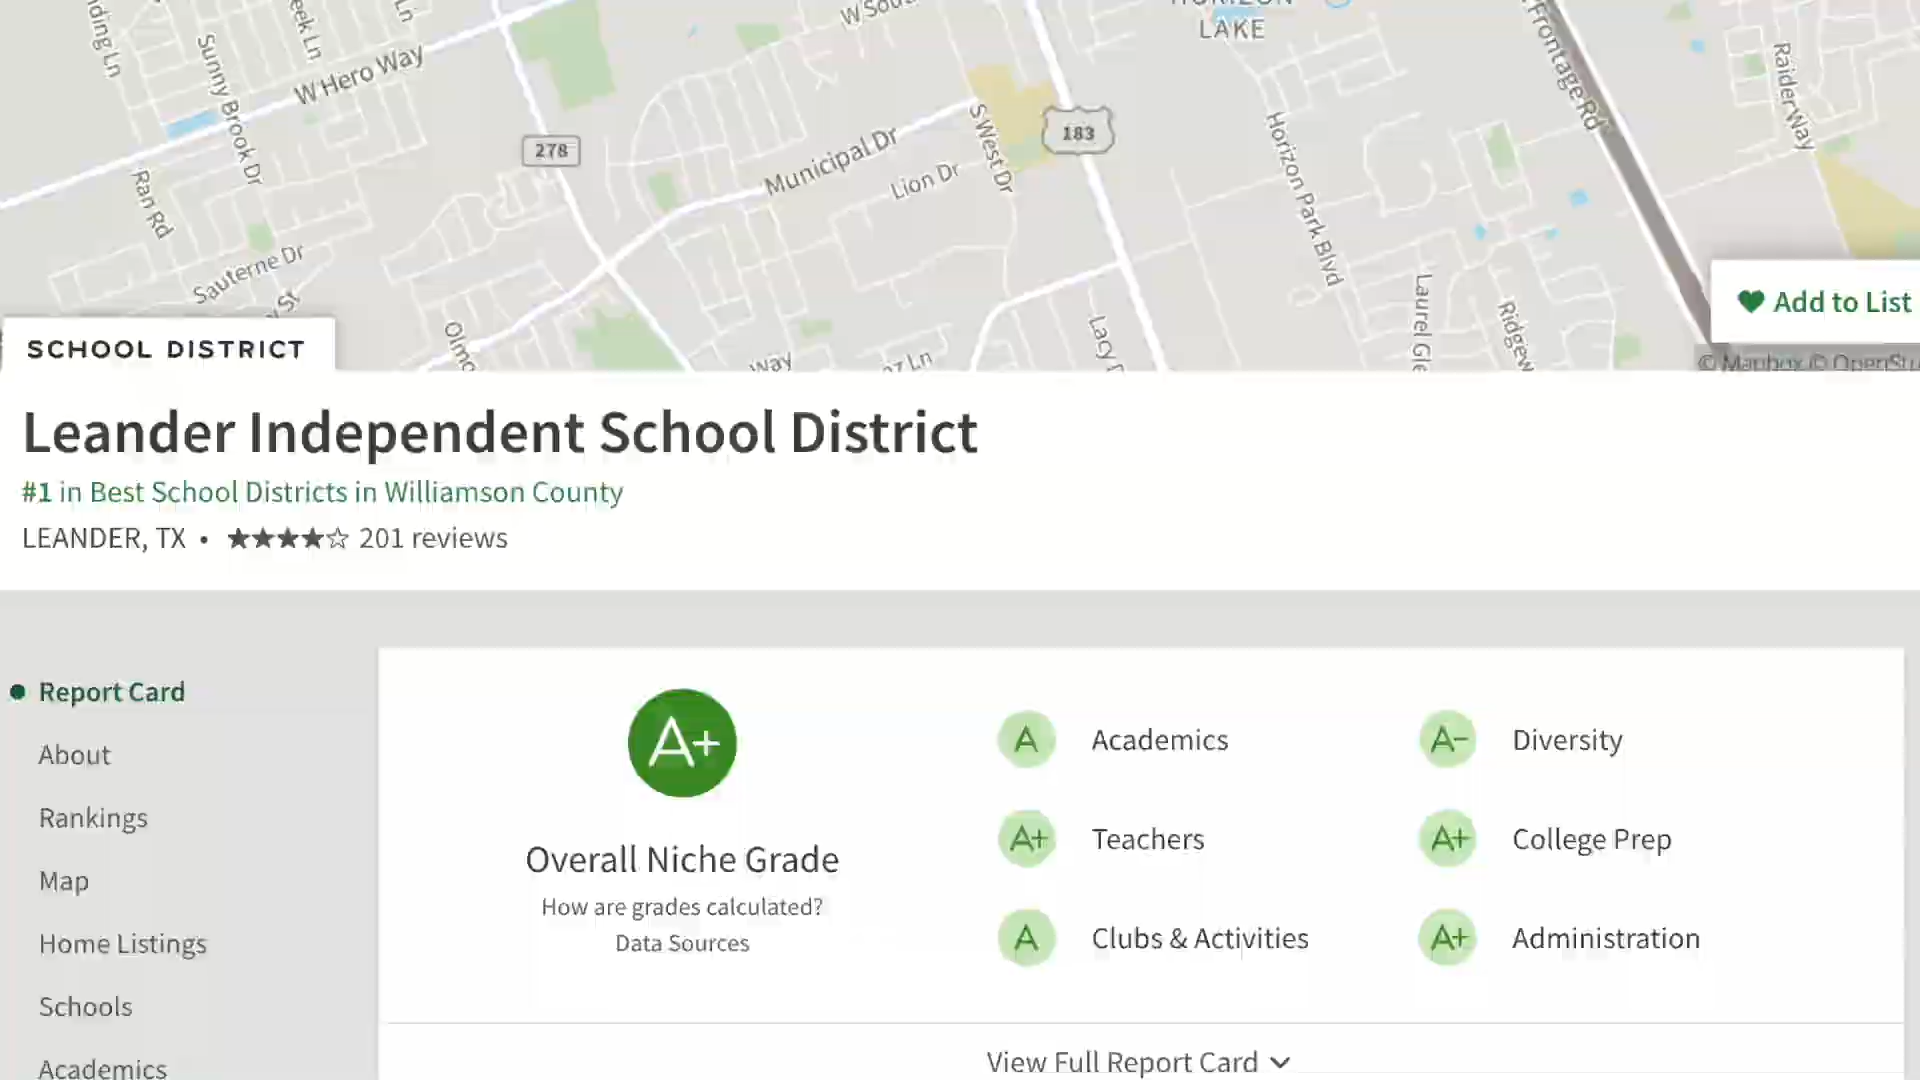 W Hero Way
Sunny Brook Dr
Ran Rd
Sauterne Dr
278
Municipal Dr
Lion Dr
S West Dr
183
LAKE
Horizon Park Blvd
Frontage Rd
Raider Way
Way
Ln
Ln
St
Add to List
SCHOOL DISTRICT
Leander Independent School District
#1 in Best School Districts in Williamson County
LEANDER, TX • ★★★★☆ 201 reviews
Report Card
About
Rankings
Map
Home Listings
Schools
Academics
A+
Overall Niche Grade
How are grades calculated?
Data Sources
A Academics
A- Diversity
A+ Teachers
A+ College Prep
A Clubs & Activities
A+ Administration
View Full Report Card